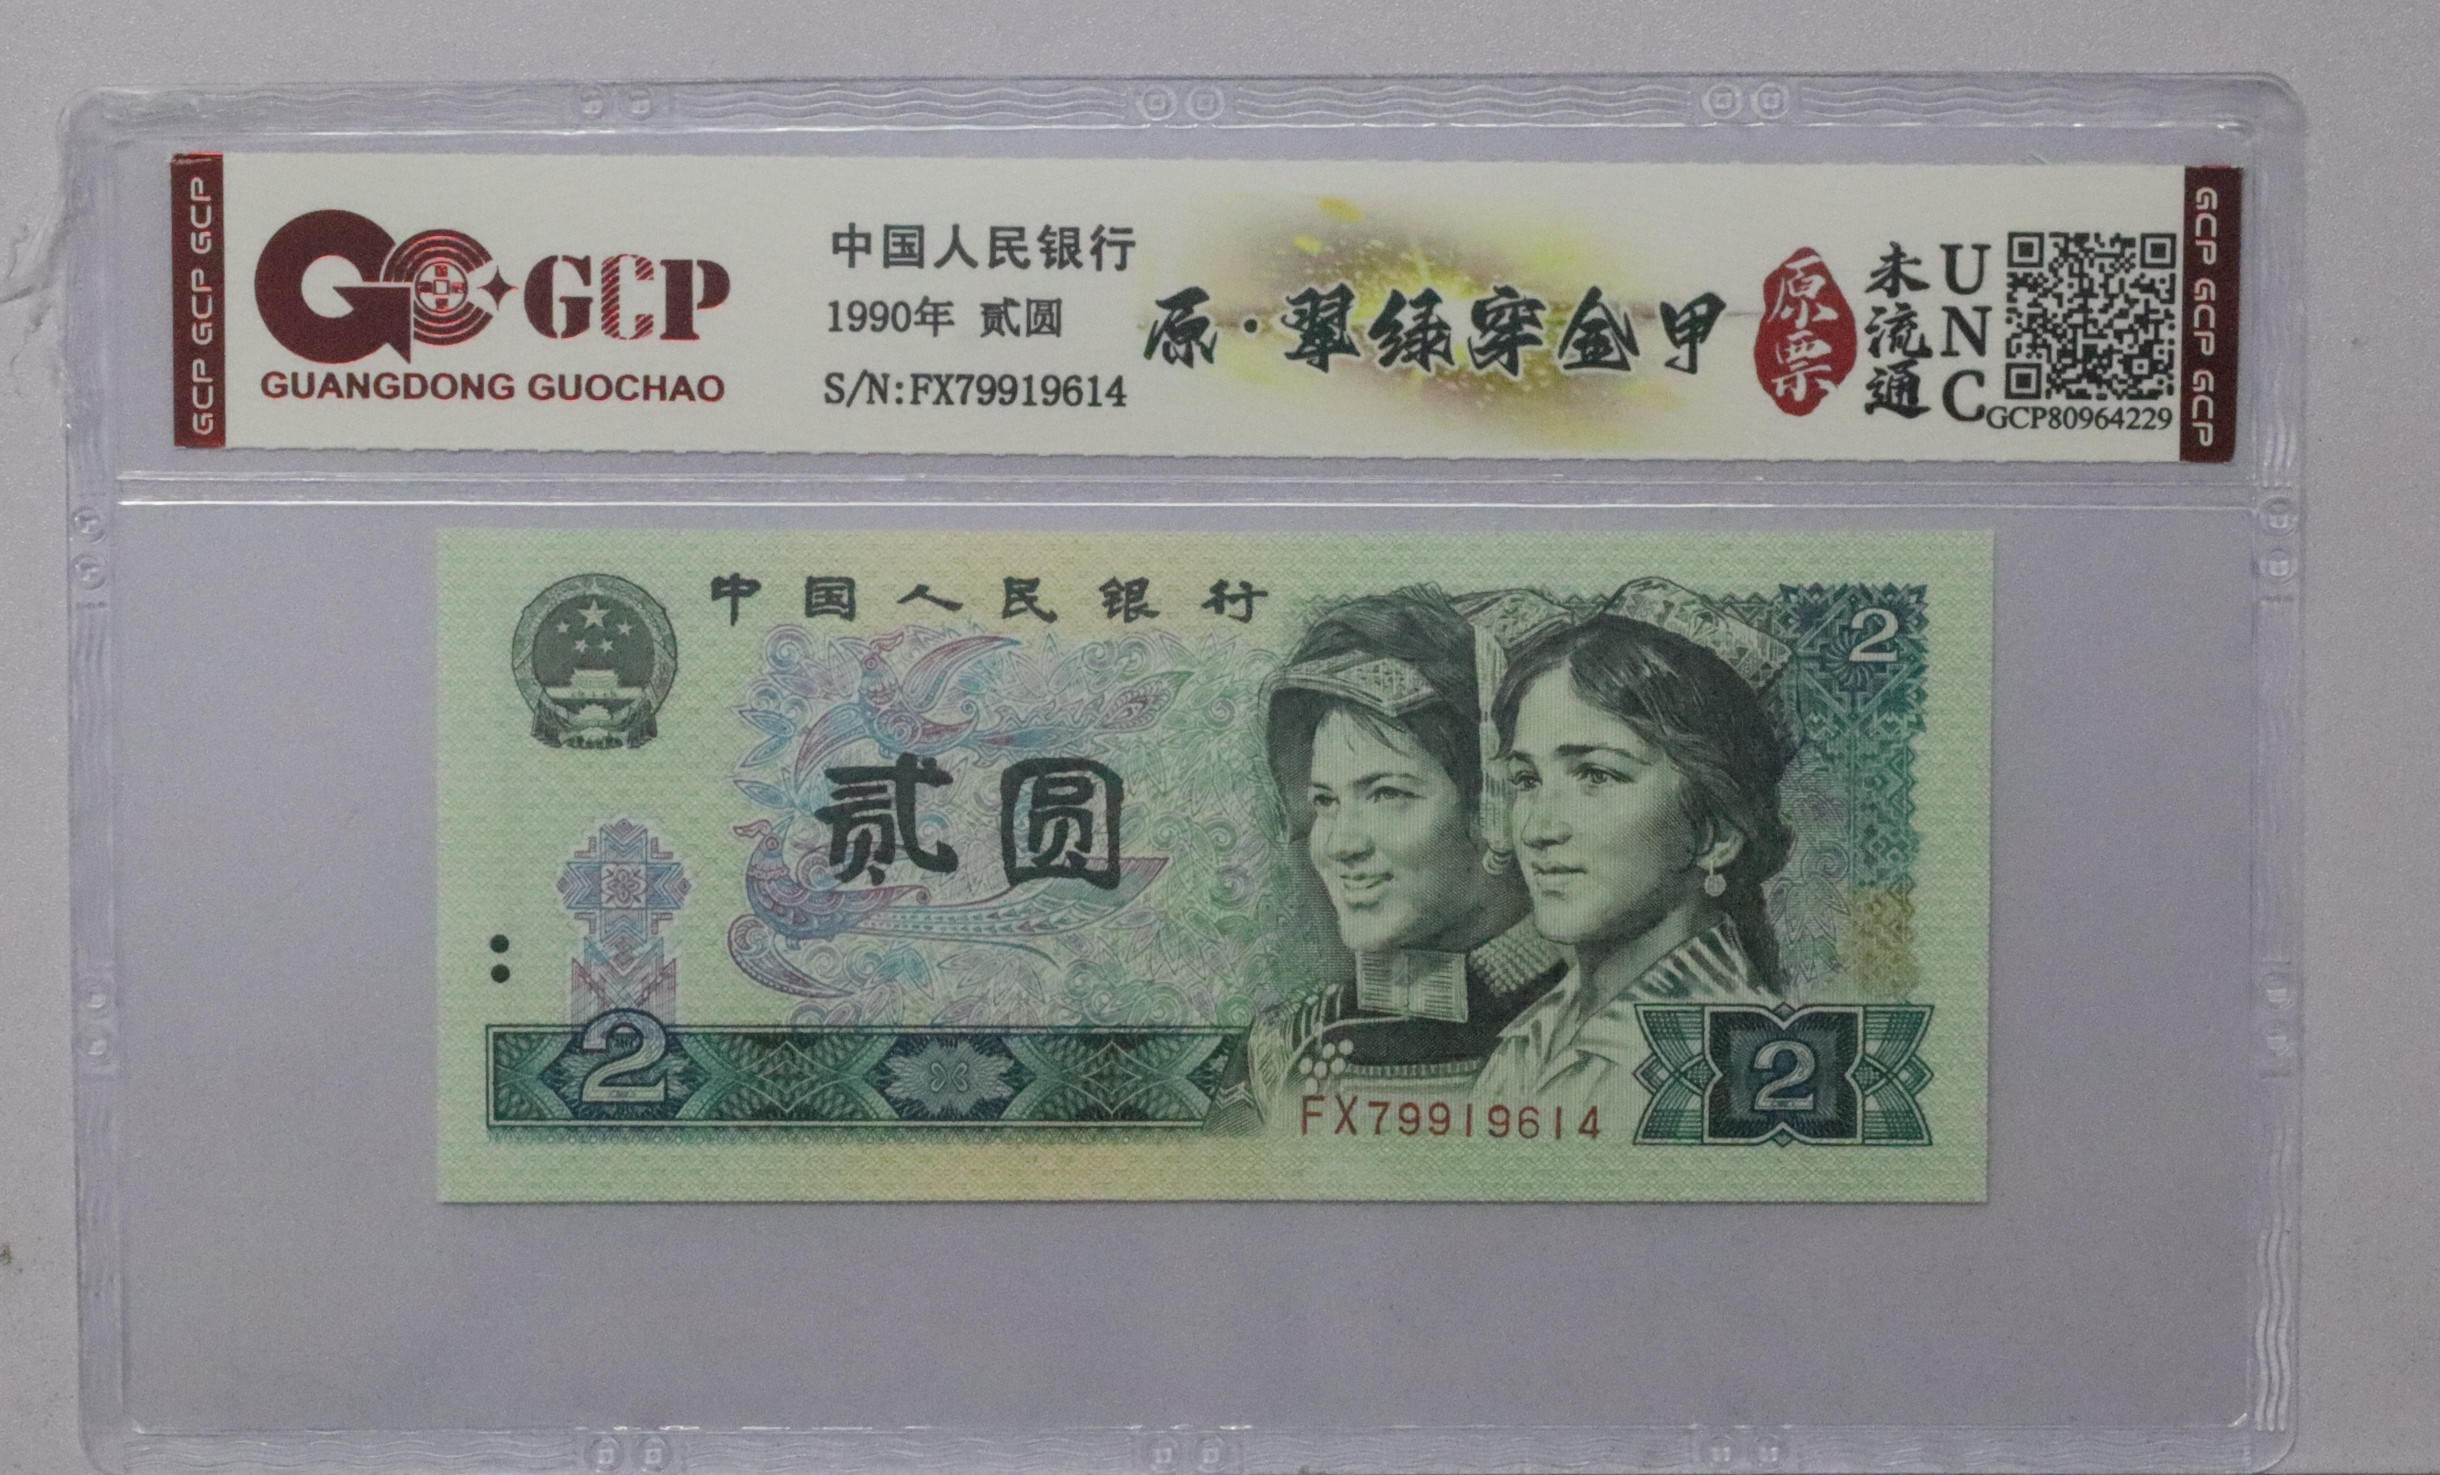 GCP GCP GCP
GCP
GUANGDONG GUOCHAO
中国人民银行
1990年 贰圆
S/N:FX79919614
原·翠绿穿金甲
原票
未流通
UNC
GCP80964229
GCP GCP GCP
中国人民银行
2
贰圆
2
FX79919614
2